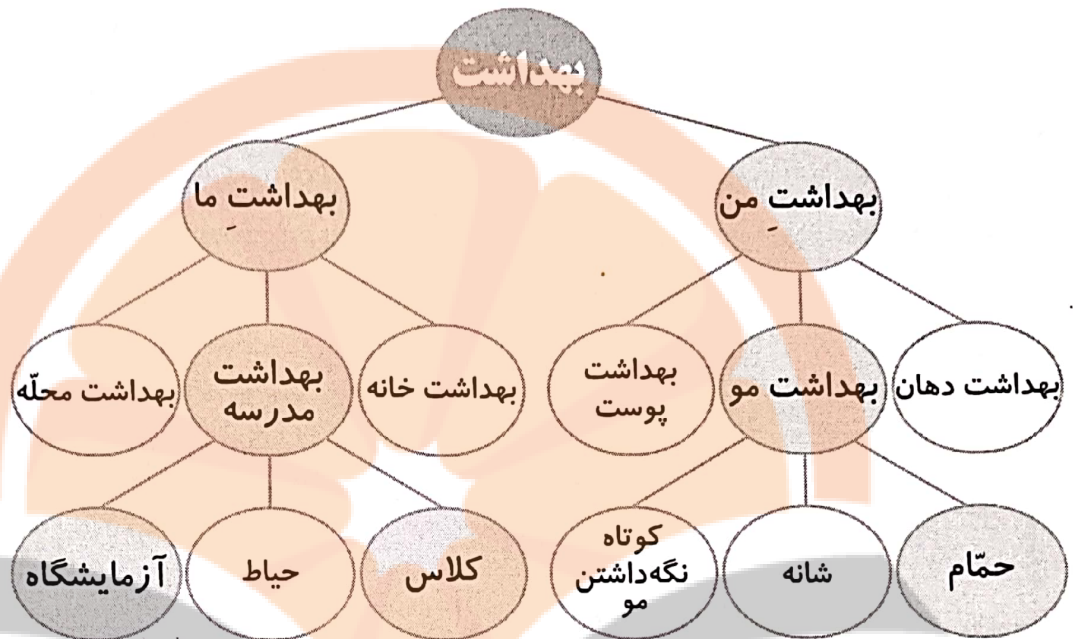 بهداشت
بهداشتِ من
بهداشتِ ما
بهداشت دهان
بهداشت مو
بهداشت
پوست
بهداشت خانه
بهداشت
مدرسه
بهداشت محلّه
حمّام
شانه
کوتاه
نگه‌داشتن
مو
کلاس
حیاط
آزمایشگاه